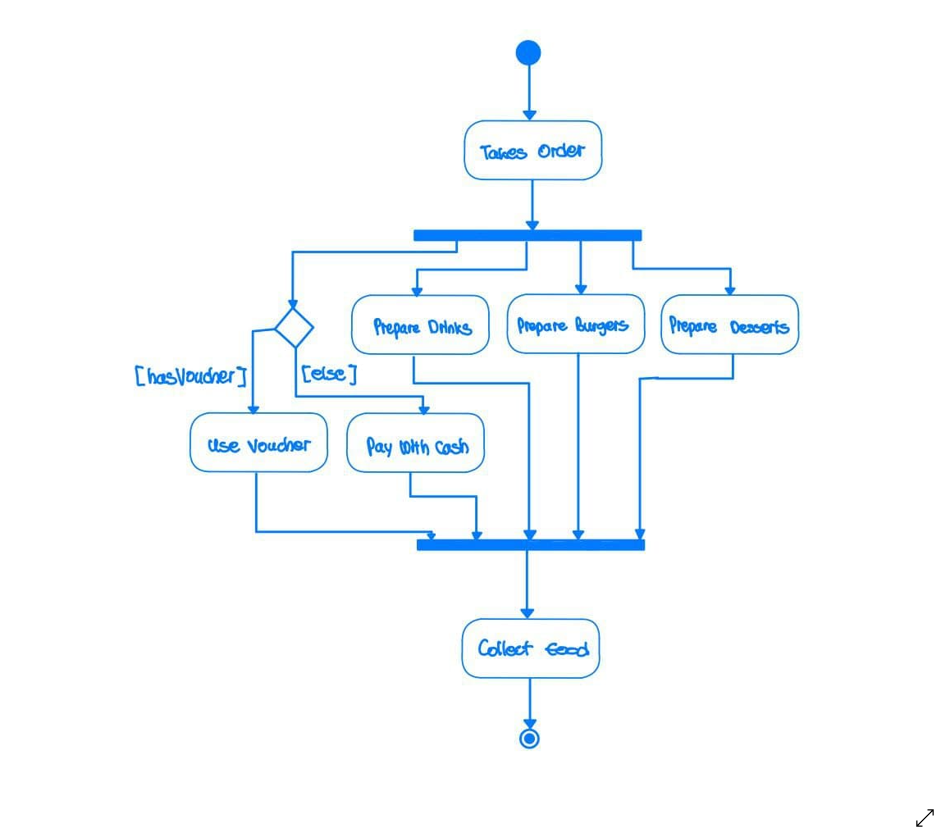 Takes Order
Prepare Drinks
Prepare Burgers
Prepare Desserts
[hasVoucher]
[else]
Use Voucher
Pay With Cash
Collect Food